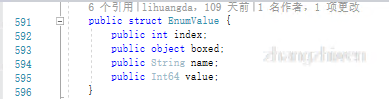 6 个引用|lihuangda，109 天前|1 名作者，1 项更改
591 public struct EnumValue {
592 public int index;
593 public object boxed;
594 public String name;
595 public Int64 value;
596 }
zhangzhiwen